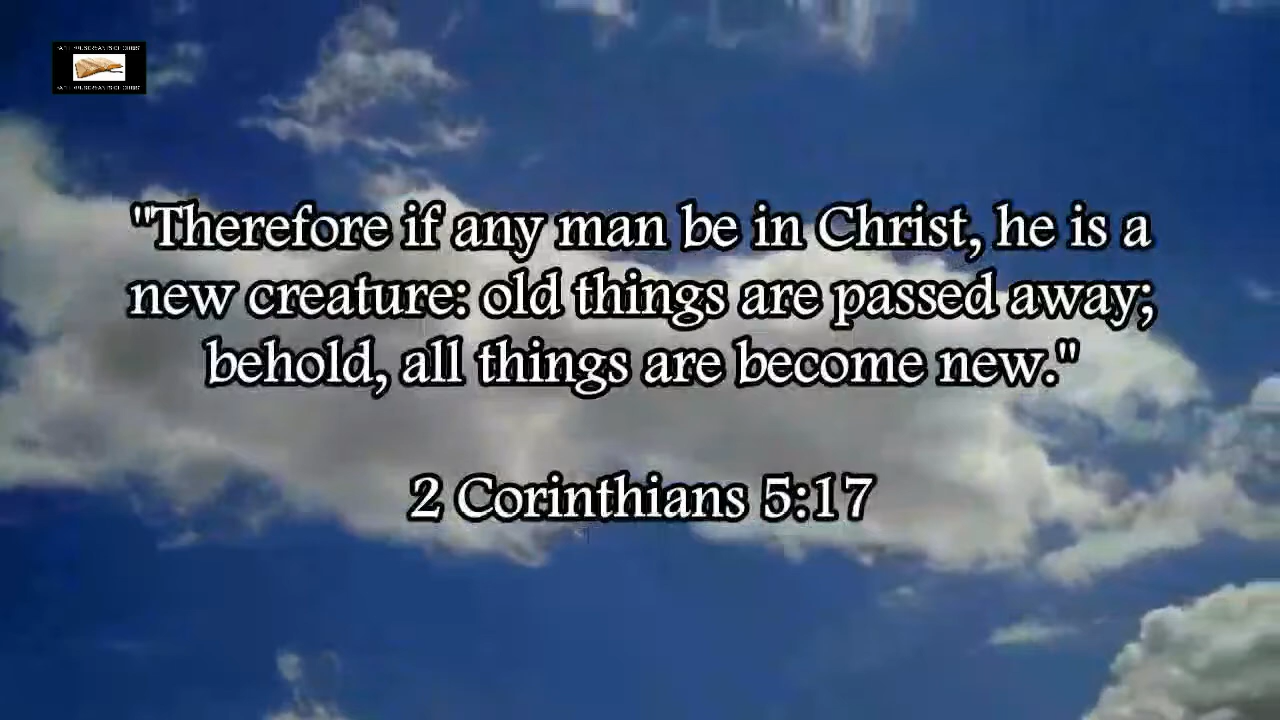 "Therefore if any man be in Christ, he is a
new creature: old things are passed away;
behold, all things are become new."
2 Corinthians 5:17